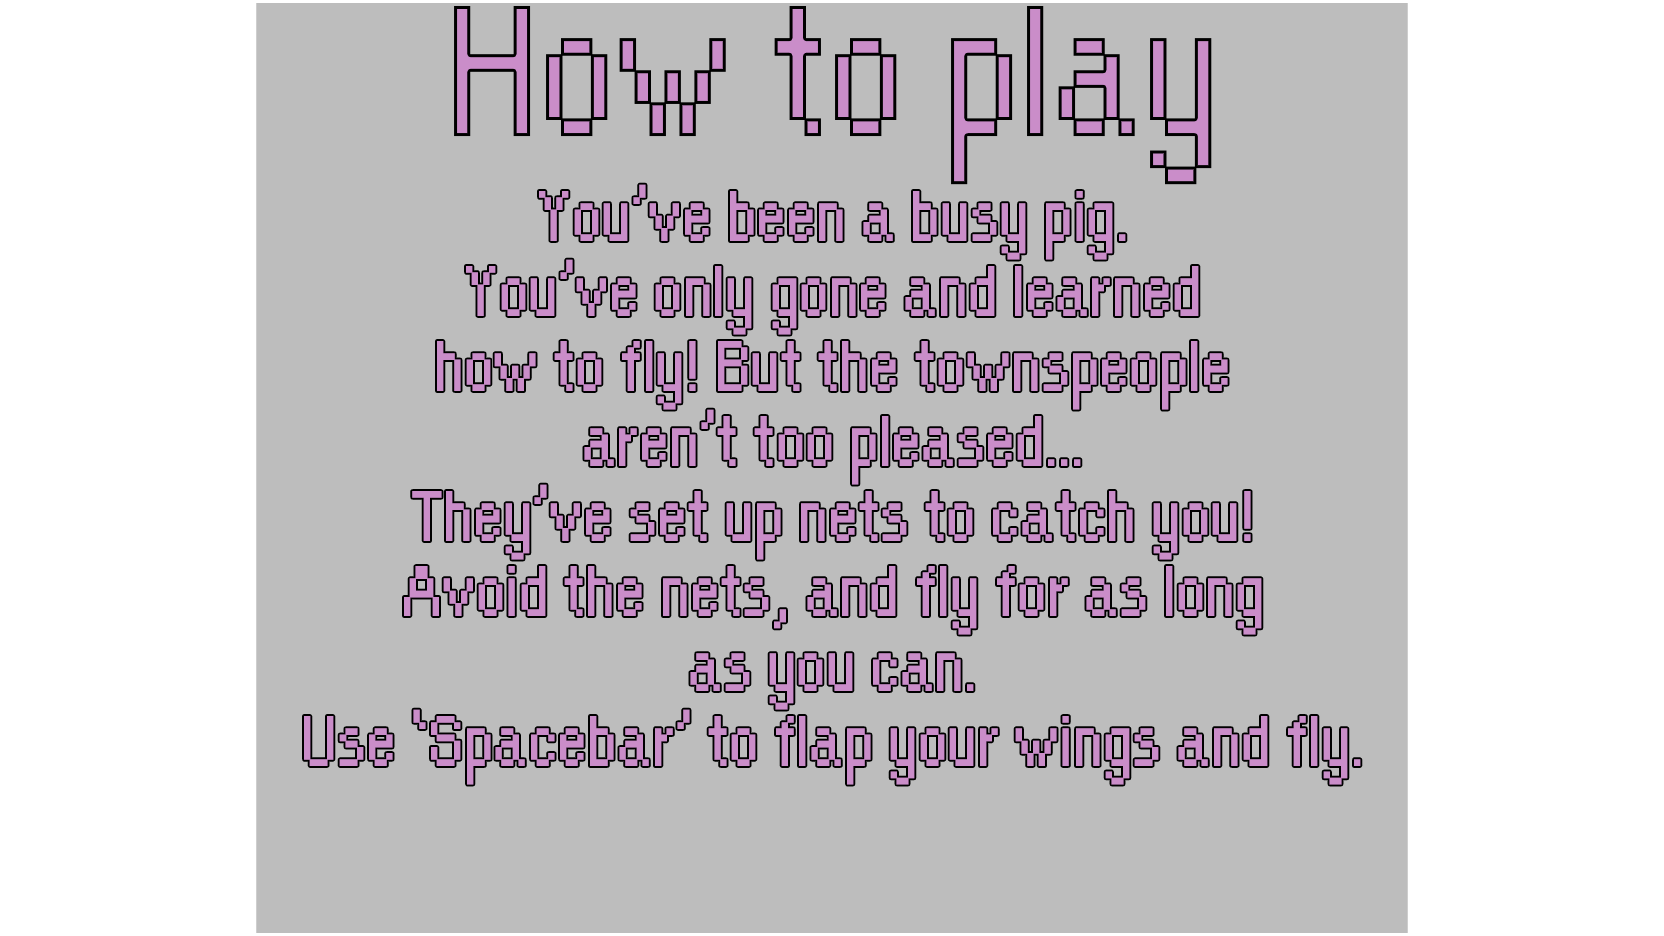 How to play
You've been a busy pig.
You've only gone and learned
how to fly! But the townspeople
aren't too pleased...
They've set up nets to catch you!
Avoid the nets, and fly for as long
as you can.
Use 'Spacebar' to flap your wings and fly.